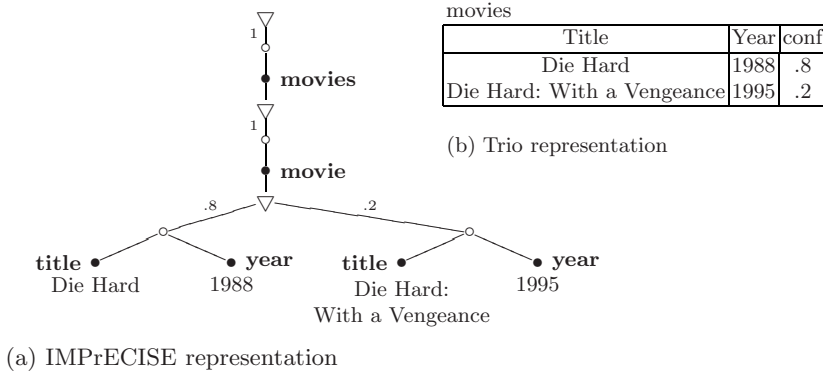 1
movies
1
movie
.8 .2
title year title year
Die Hard 1988 Die Hard: 1995
With a Vengeance
(a) IMPrECISE representation
movies
Title Year conf
Die Hard 1988 .8
Die Hard: With a Vengeance 1995 .2
(b) Trio representation